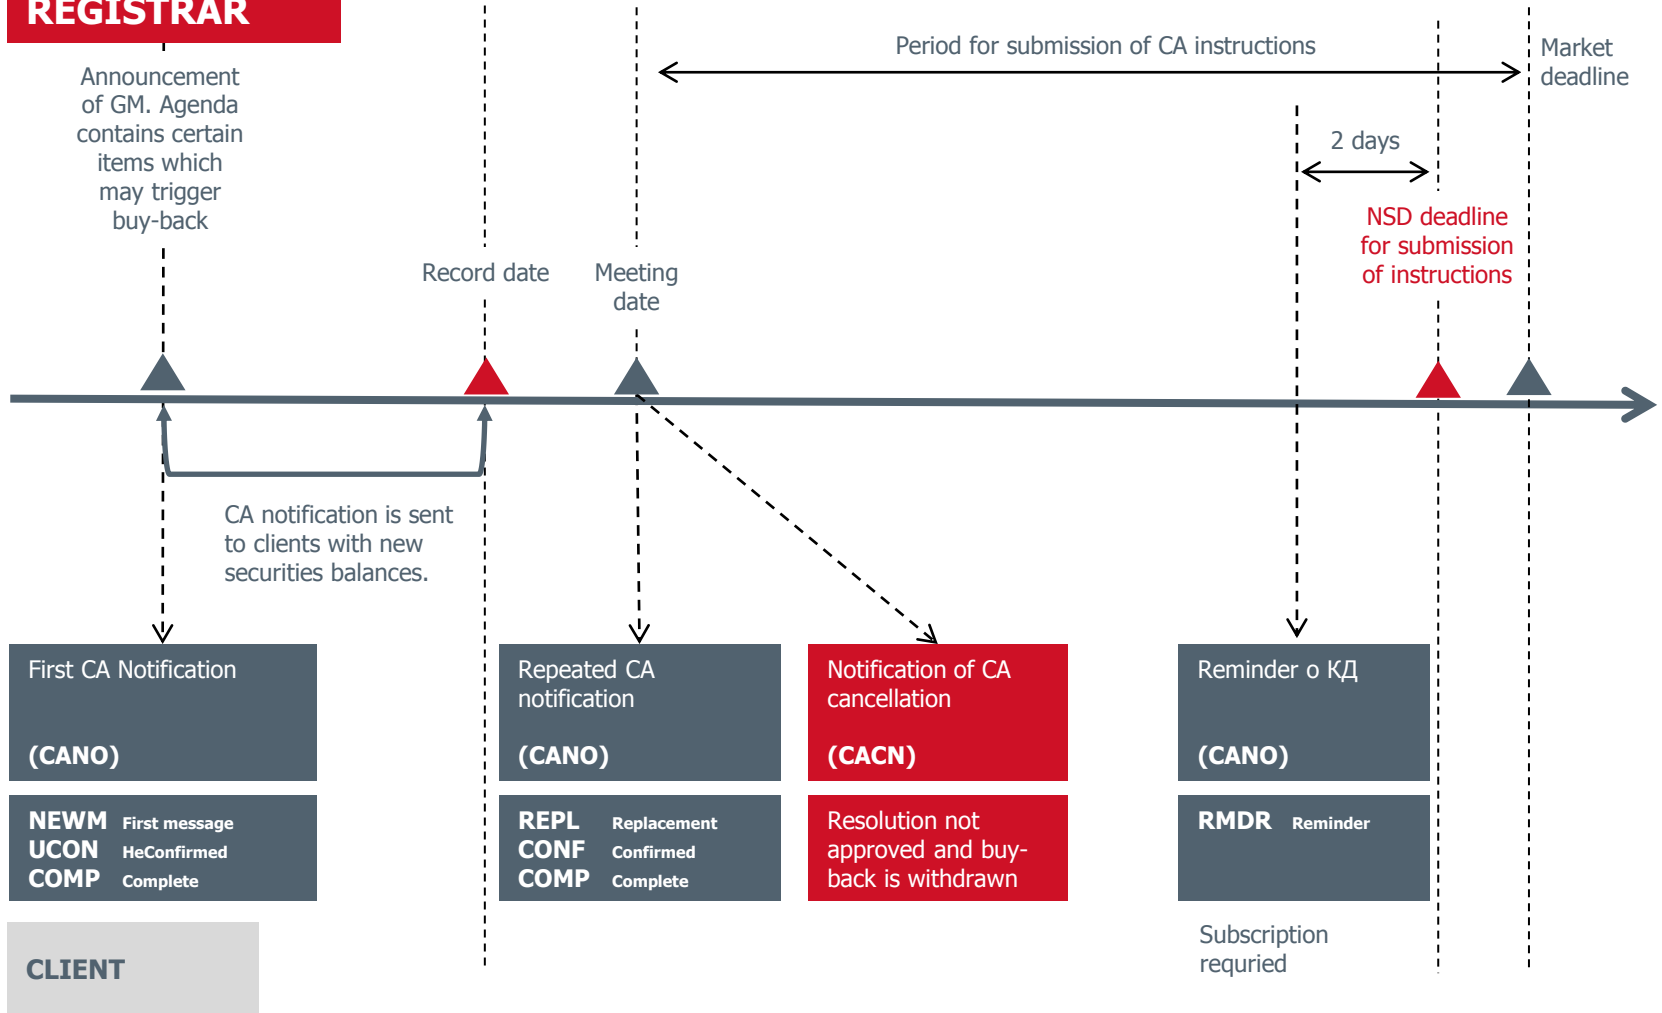 REGISTRAR
Period for submission of CA instructions
Market
deadline
Announcement
of GM. Agenda
contains certain
items which
may trigger
buy-back
2 days
NSD deadline
for submission
of instructions
Record date
Meeting
date
CA notification is sent
to clients with new
securities balances.
First CA Notification
(CANO)
NEWM First message
UCON HeConfirmed
COMP Complete
Repeated CA
notification
(CANO)
REPL Replacement
CONF Confirmed
COMP Complete
Notification of CA
cancellation
(CACN)
Resolution not
approved and buy-
back is withdrawn
Reminder о КД
(CANO)
RMDR Reminder
Subscription
requried
CLIENT